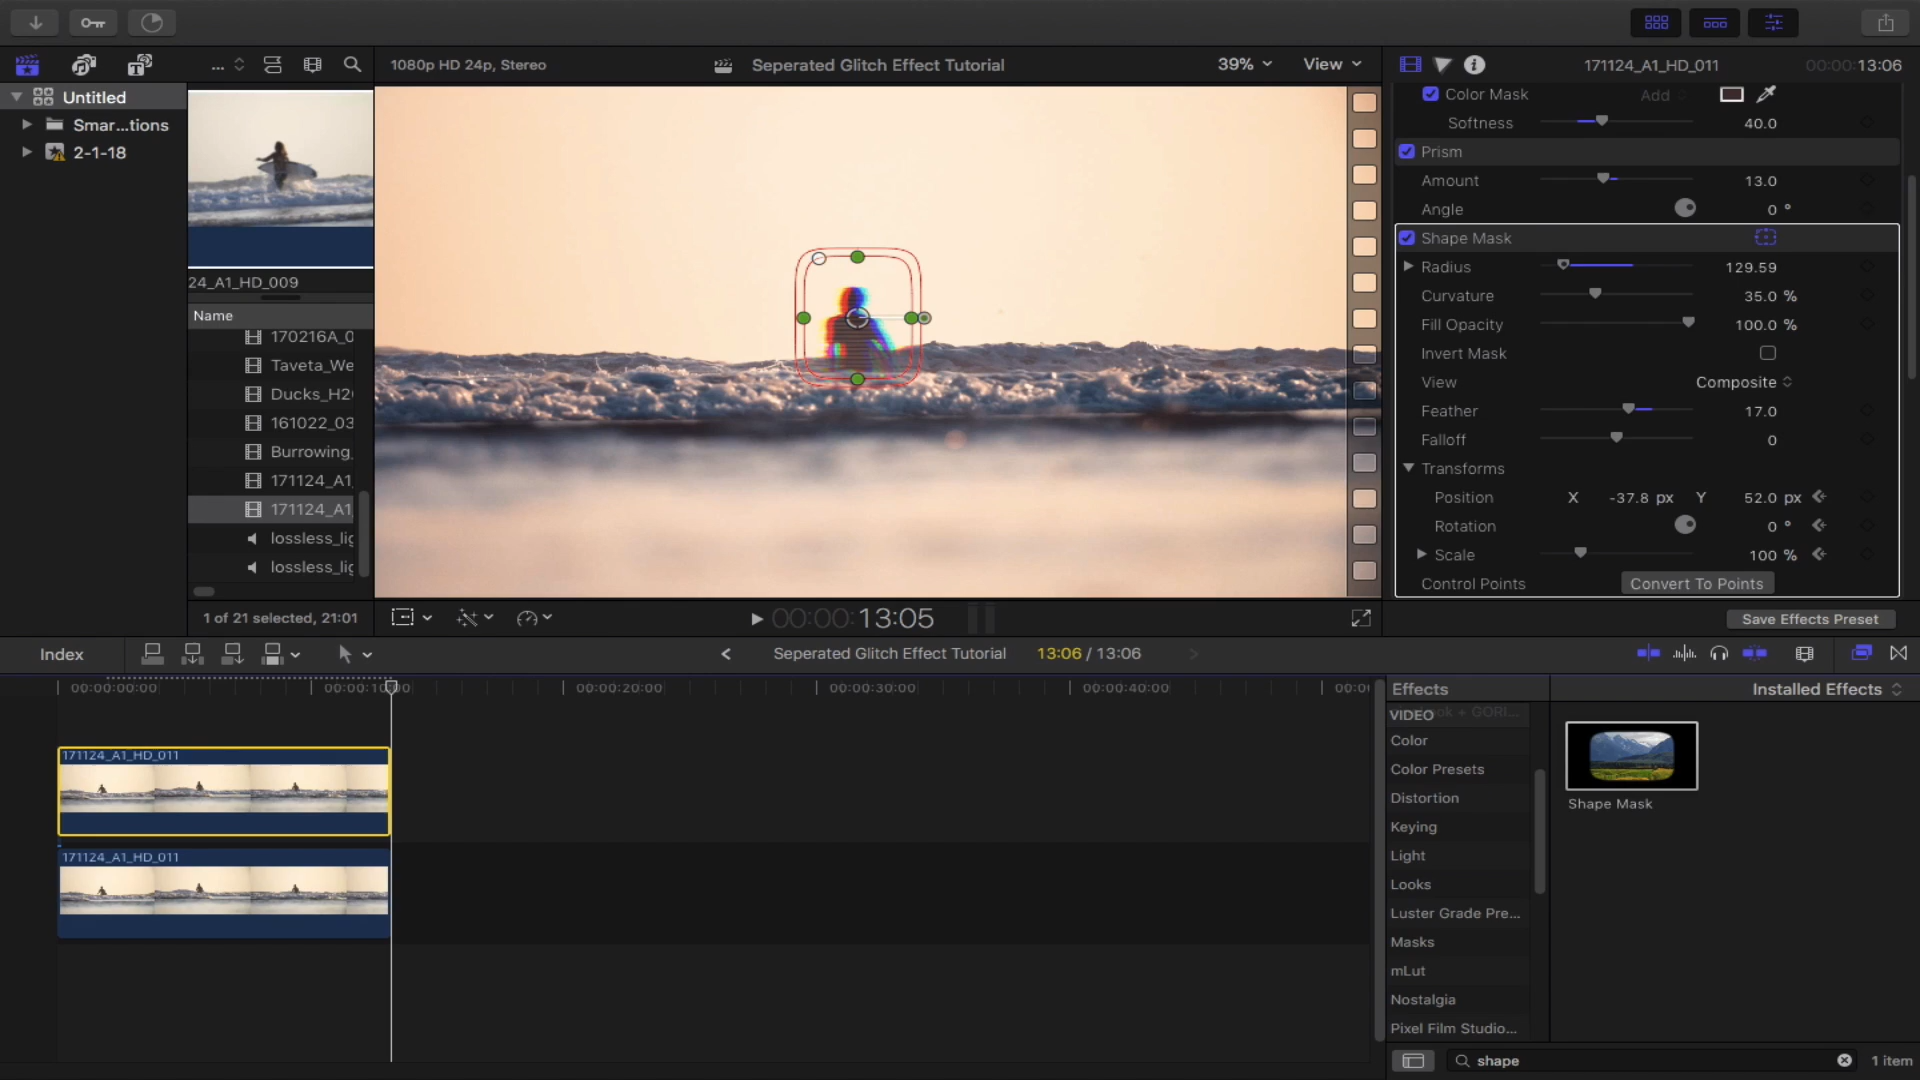 1080p HD 24p, Stereo
Seperated Glitch Effect Tutorial
39%
View
171124_A1_HD_011
00:00:13:06
Untitled
Smar...tions
2-1-18
24_A1_HD_009
Name
170216A_0
Taveta_We
Ducks_H2
161022_03
Burrowing
171124_A1
171124_A1
lossless_lig
lossless_lig
1 of 21 selected, 21:01
00:00:13:05
Color Mask
Add
Softness
40.0
Prism
Amount
13.0
Angle
0 °
Shape Mask
Radius
129.59
Curvature
35.0 %
Fill Opacity
100.0 %
Invert Mask
View
Composite
Feather
17.0
Falloff
0
Transforms
Position X -37.8 px Y 52.0 px
Rotation
0 °
Scale
100 %
Control Points
Convert To Points
Save Effects Preset
Index
Seperated Glitch Effect Tutorial
13:06 / 13:06
00:00:00:00
00:00:20:00
00:00:30:00
00:00:40:00
171124_A1_HD_011
171124_A1_HD_011
Effects
Installed Effects
VIDEO
Color
Color Presets
Distortion
Keying
Light
Looks
Luster Grade Pre...
Masks
mLut
Nostalgia
Pixel Film Studio...
Shape Mask
shape
1 item